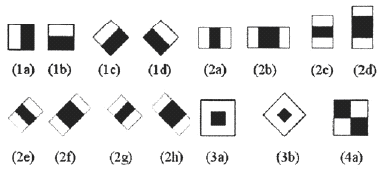 (1a) (1b) (1c) (1d) (2a) (2b) (2c) (2d)
(2e) (2f) (2g) (2h) (3a) (3b) (4a)